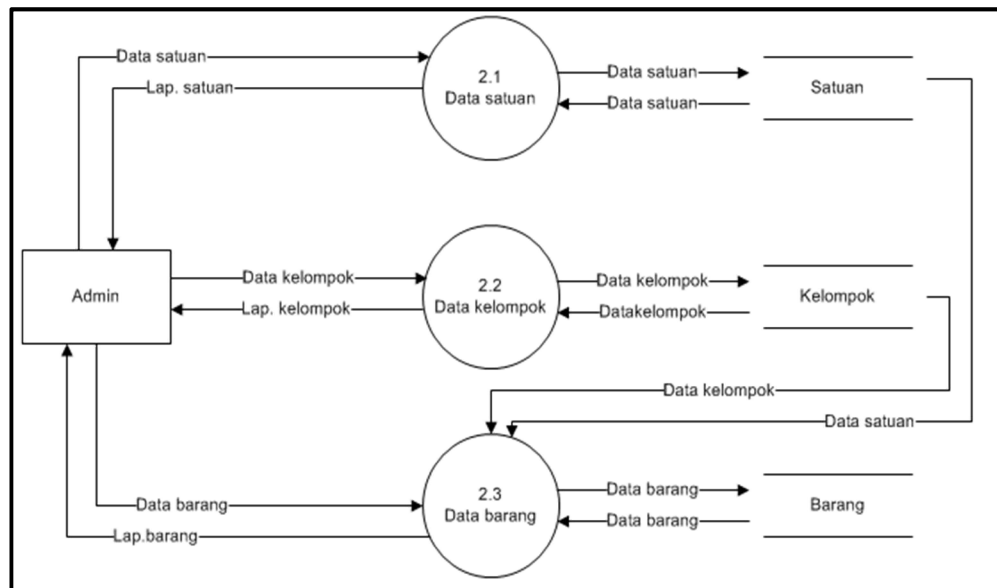 Data satuan
Lap. satuan
2.1
Data satuan
Data satuan
Data satuan
Satuan
Admin
Data kelompok
Lap. kelompok
2.2
Data kelompok
Data kelompok
Datakelompok
Kelompok
Data kelompok
Data satuan
Data barang
Lap.barang
2.3
Data barang
Data barang
Data barang
Barang